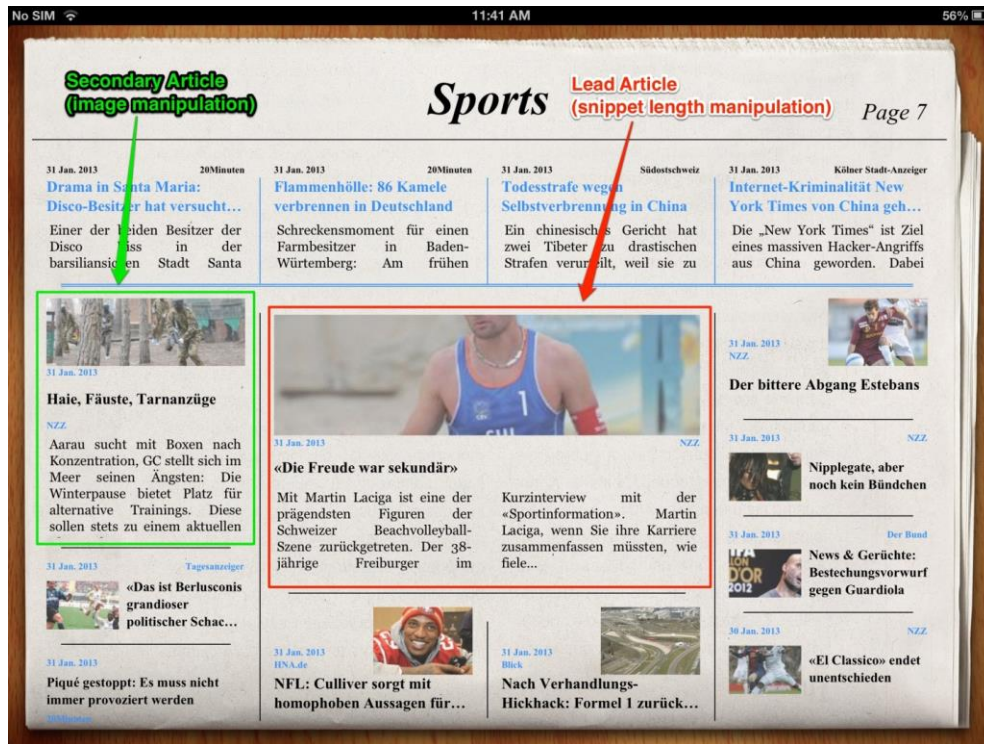 No SIM
11:41 AM
56%
Secondary Article
(image manipulation)
Sports
Lead Article
(snippet length manipulation)
Page 7
31 Jan. 2013 20Minuten
Drama in Santa Maria:
Disco-Besitzer hat versucht…
Einer der beiden Besitzer der
Disco Kiss in der
barsiliansichen Stadt Santa
31 Jan. 2013 20Minuten
Flammenhölle: 86 Kamele
verbrennen in Deutschland
Schreckensmoment für einen
Farmbesitzer in Baden-
Würtemberg: Am frühen
31 Jan. 2013 Südostschweiz
Todesstrafe wegen
Selbstverbrennung in China
Ein chinesisches Gericht hat
zwei Tibeter zu drastischen
Strafen verurteilt, weil sie zu
31 Jan. 2013 Kölner Stadt-Anzeiger
Internet-Kriminalität New
York Times von China geh…
Die „New York Times“ ist Ziel
eines massiven Hacker-Angriffs
aus China geworden. Dabei
31 Jan. 2013
Haie, Fäuste, Tarnanzüge
NZZ
Aarau sucht mit Boxen nach
Konzentration, GC stellt sich im
Meer seinen Ängsten: Die
Winterpause bietet Platz für
alternative Trainings. Diese
sollen stets zu einem aktuellen
31 Jan. 2013 Tagesanzeiger
«Das ist Berlusconis
grandioser
politischer Schac…
31 Jan. 2013
Piqué gestoppt: Es muss nicht
immer provoziert werden
20Minuten
1
31 Jan. 2013 NZZ
«Die Freude war sekundär»
Mit Martin Laciga ist eine der
prägendsten Figuren der
Schweizer Beachvolleyball-
Szene zurückgetreten. Der 38-
jährige Freiburger im
Kurzinterview mit der
«Sportinformation». Martin
Laciga, wenn Sie ihre Karriere
zusammenfassen müssten, wie
fiele...
31 Jan. 2013
HNA.de
NFL: Culliver sorgt mit
homophoben Aussagen für…
31 Jan. 2013
Blick
Nach Verhandlungs-
Hickhack: Formel 1 zurück…
31 Jan. 2013
NZZ
Der bittere Abgang Estebans
31 Jan. 2013 NZZ
Nipplegate, aber
noch kein Bündchen
31 Jan. 2013 Der Bund
D'OR
2012
News & Gerüchte:
Bestechungsvorwurf
gegen Guardiola
30 Jan. 2013 NZZ
«El Classico» endet
unentschieden